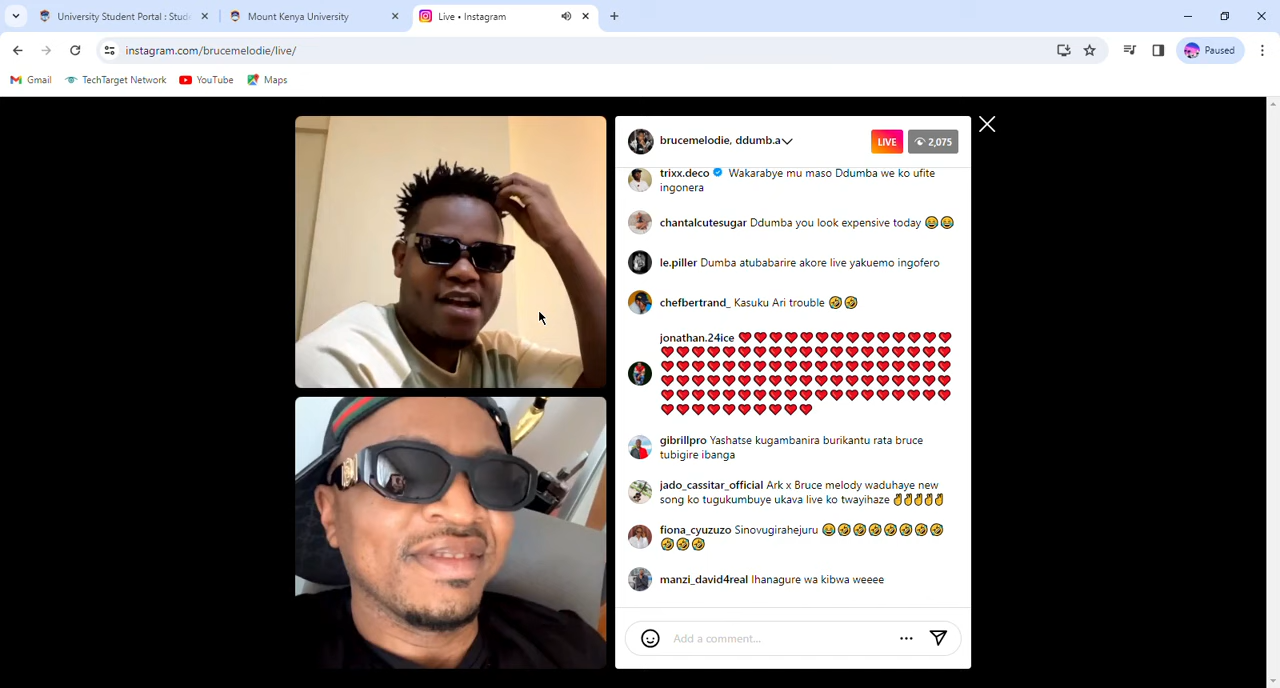 University Student Portal : Stude
Mount Kenya University
Live • Instagram
instagram.com/brucemelodie/live/
Paused
Gmail
TechTarget Network
YouTube
Maps
brucemelodie, ddumb.a
LIVE
2,075
trixx.deco Wakarabye mu maso Ddumba we ko ufite
ingonera
chantalcutesugar Ddumba you look expensive today 😂😂
le.piller Dumba atubabarire akore live yakuemo ingofero
chefbertrand_ Kasuku Ari trouble 🤣🤣
jonathan.24ice ❤❤❤❤❤❤❤❤❤❤❤❤❤❤
❤❤❤❤❤❤❤❤❤❤❤❤❤❤❤❤❤❤❤
❤❤❤❤❤❤❤❤❤❤❤❤❤❤❤❤❤❤❤
❤❤❤❤❤❤❤❤❤❤❤❤❤❤❤❤❤❤❤
❤❤❤❤❤❤❤❤❤❤❤❤❤❤❤❤❤❤❤
❤❤❤❤❤❤❤❤❤❤
gibrillpro Yashatse kugambanira burikantu rata bruce
tubigire ibanga
jado_cassitar_official Ark x Bruce melody waduhaye new
song ko tugukumbuye ukava live ko twayihaze ✌✌✌✌✌
fiona_cyuzuzo Sinovugirahejuru 😂🤣🤣🤣🤣🤣🤣🤣
🤣🤣🤣
manzi_david4real Ihanagure wa kibwa weeee
Add a comment...